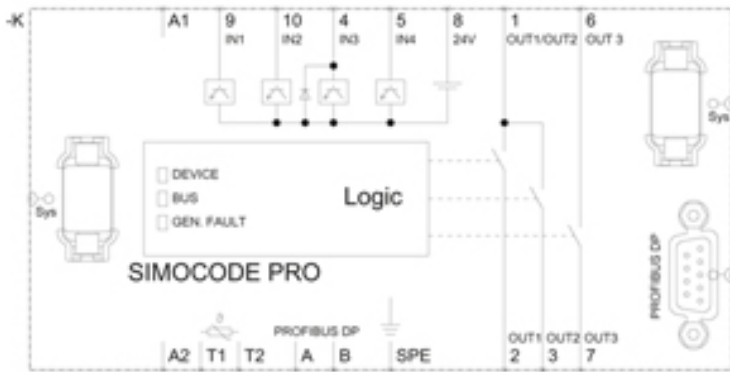 -K A1 9 10 4 5 8 1 6
IN1 IN2 IN3 IN4 24V OUT1/OUT2 OUT 3
Sys
DEVICE
BUS
Logic
GEN. FAULT
Sys
SIMOCODE PRO
PROFIBUS DP
PROFIBUS DP
OUT1 OUT2 OUT3
A2 T1 T2 A B SPE 2 3 7